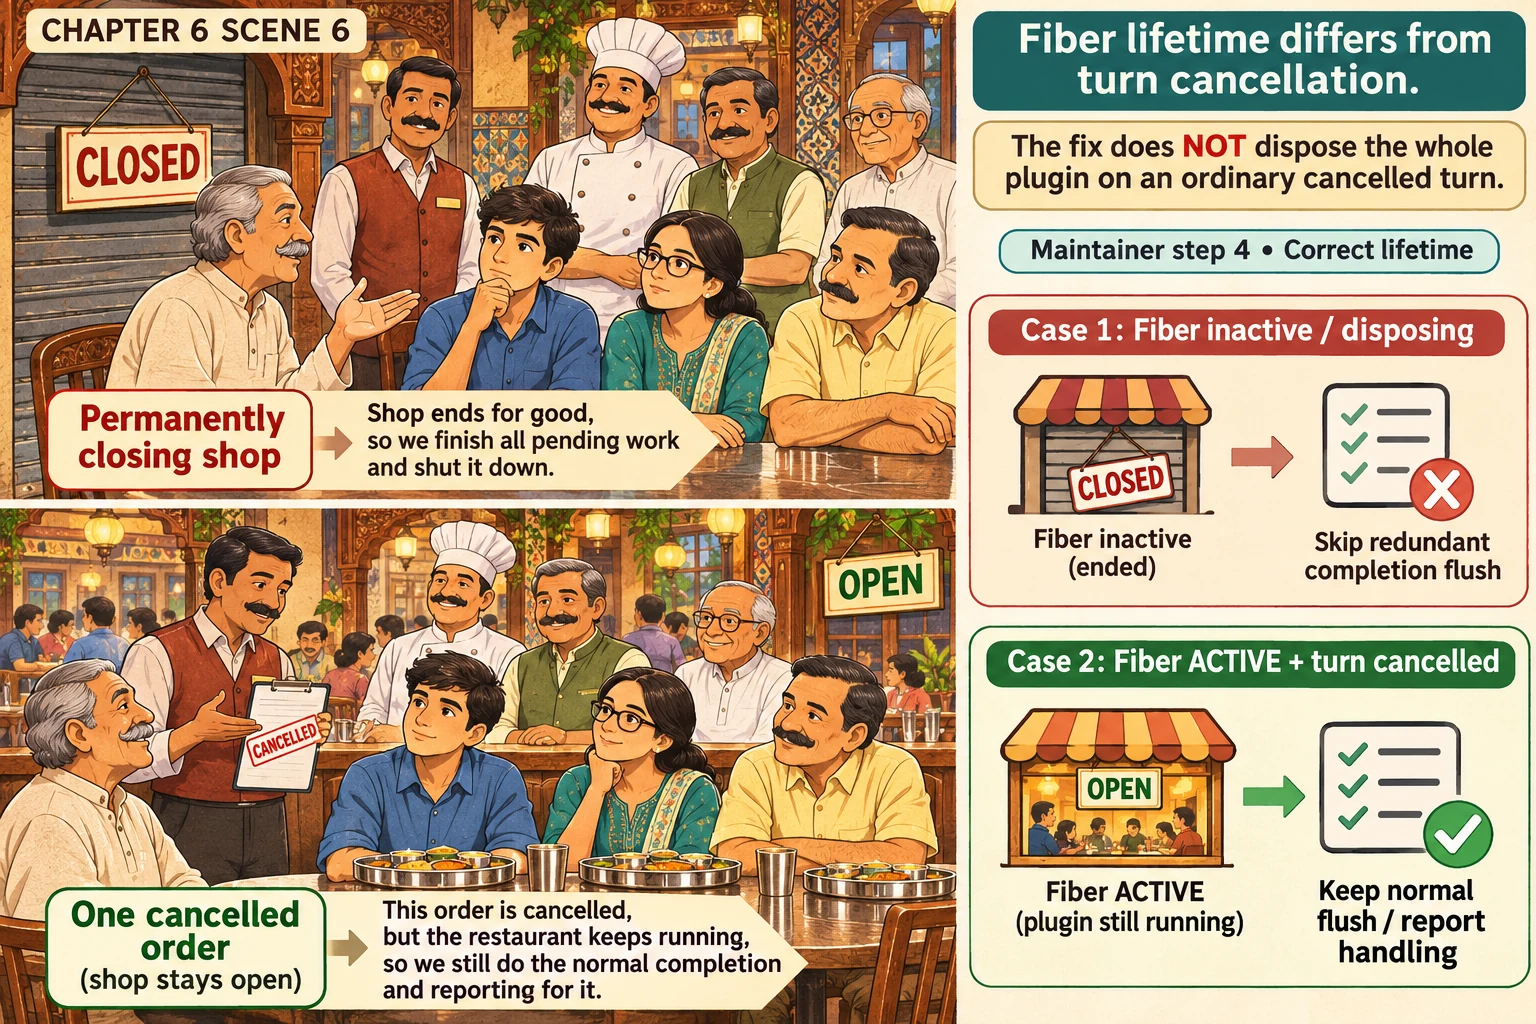 CHAPTER 6 SCENE 6
CLOSED
Permanently
closing shop
Shop ends for good,
so we finish all pending work
and shut it down.
OPEN
CANCELLED
One cancelled
order
(shop stays open)
This order is cancelled,
but the restaurant keeps running,
so we still do the normal completion
and reporting for it.
Fiber lifetime differs from
turn cancellation.
The fix does NOT dispose the whole
plugin on an ordinary cancelled turn.
Maintainer step 4 • Correct lifetime
Case 1: Fiber inactive / disposing
CLOSED
Fiber inactive
(ended)
Skip redundant
completion flush
Case 2: Fiber ACTIVE + turn cancelled
OPEN
Fiber ACTIVE
(plugin still running)
Keep normal
flush / report
handling